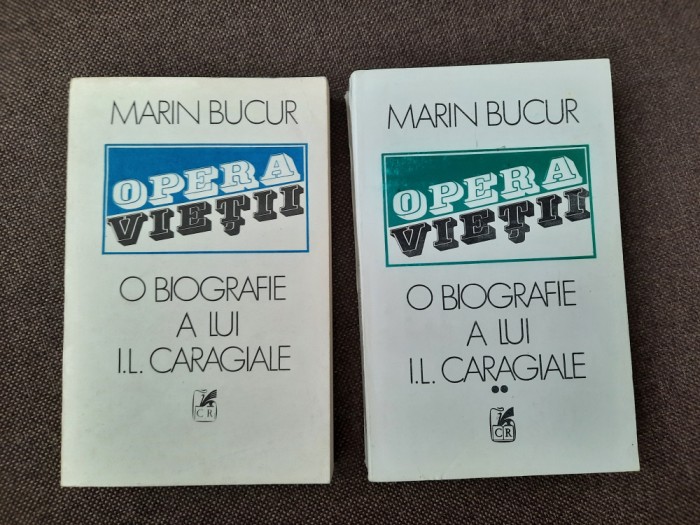 MARIN BUCUR
OPERA
VIEȚII
O BIOGRAFIE
A LUI
I.L. CARAGIALE
CR
MARIN BUCUR
OPERA
VIEȚII
O BIOGRAFIE
A LUI
I.L. CARAGIALE
••
CR